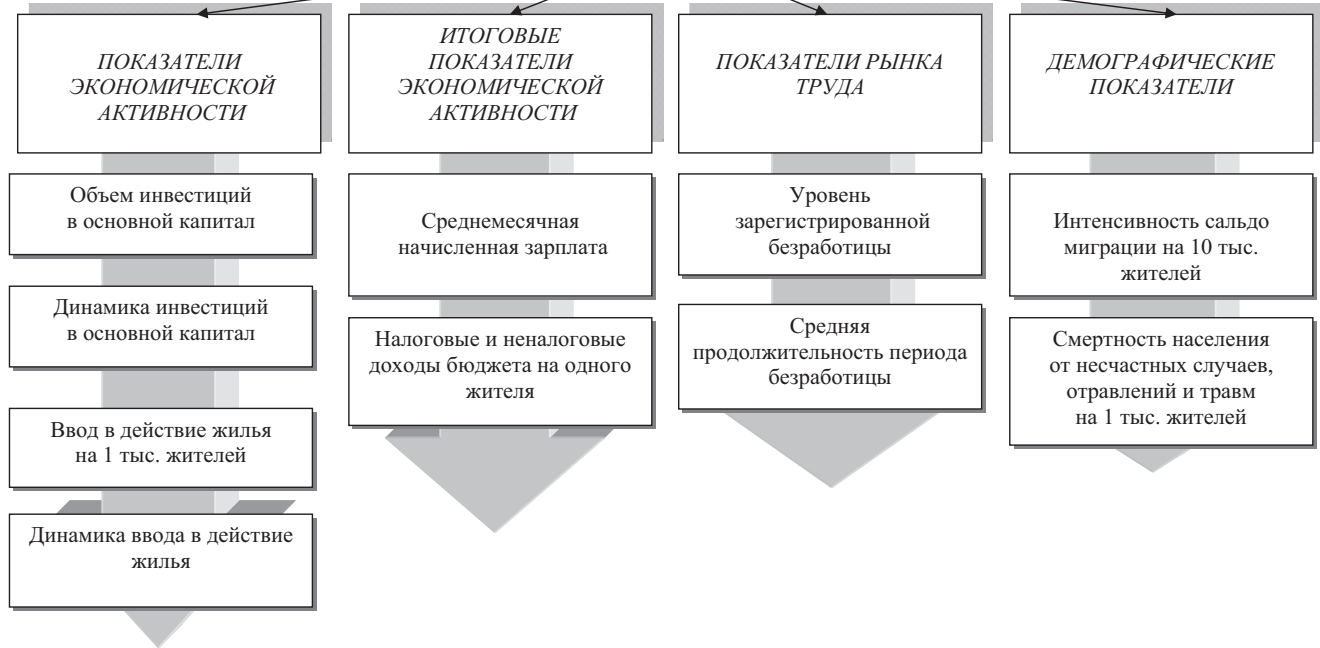 ПОКАЗАТЕЛИ
ЭКОНОМИЧЕСКОЙ
АКТИВНОСТИ
Объем инвестиций
в основной капитал
Динамика инвестиций
в основной капитал
Ввод в действие жилья
на 1 тыс. жителей
Динамика ввода в действие
жилья
ИТОГОВЫЕ
ПОКАЗАТЕЛИ
ЭКОНОМИЧЕСКОЙ
АКТИВНОСТИ
Среднемесячная
начисленная зарплата
Налоговые и неналоговые
доходы бюджета на одного
жителя
ПОКАЗАТЕЛИ РЫНКА
ТРУДА
Уровень
зарегистрированной
безработицы
Средняя
продолжительность периода
безработицы
ДЕМОГРАФИЧЕСКИЕ
ПОКАЗАТЕЛИ
Интенсивность сальдо
миграции на 10 тыс.
жителей
Смертность населения
от несчастных случаев,
отравлений и травм
на 1 тыс. жителей